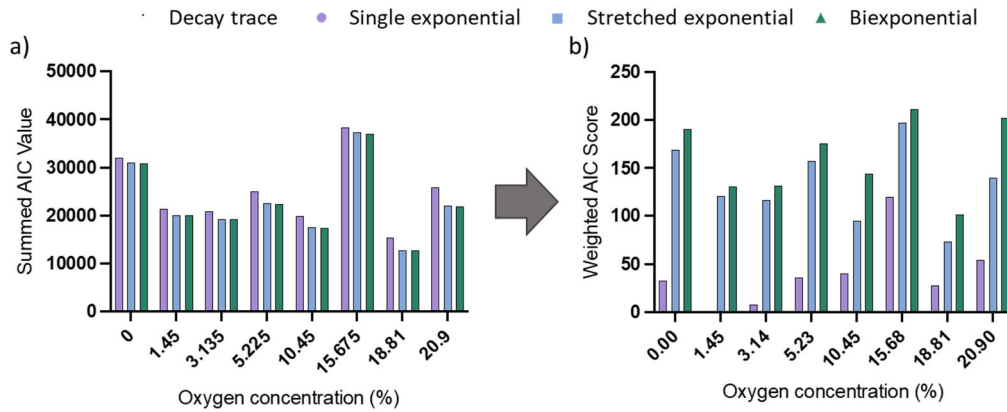 Decay trace Single exponential Stretched exponential Biexponential
a)
Summed AIC Value
50000
40000
30000
20000
10000
0
0 1.45 3.135 5.225 10.45 15.675 18.81 20.9
Oxygen concentration (%)
b)
Weighted AIC Score
250
200
150
100
50
0
0.00 1.45 3.14 5.23 10.45 15.68 18.81 20.90
Oxygen concentration (%)